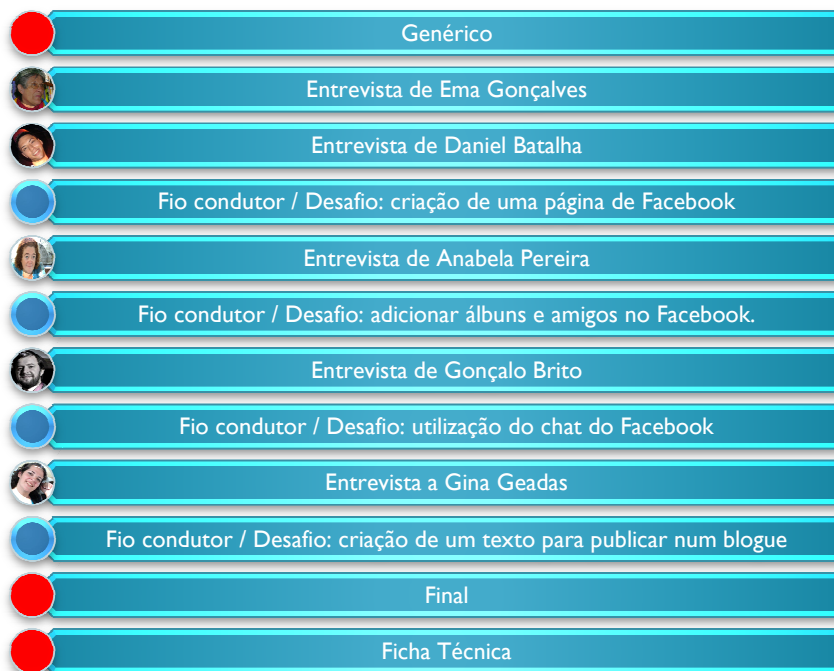 Genérico
Entrevista de Ema Gonçalves
Entrevista de Daniel Batalha
Fio condutor / Desafio: criação de uma página de Facebook
Entrevista de Anabela Pereira
Fio condutor / Desafio: adicionar álbuns e amigos no Facebook.
Entrevista de Gonçalo Brito
Fio condutor / Desafio: utilização do chat do Facebook
Entrevista a Gina Geadas
Fio condutor / Desafio: criação de um texto para publicar num blogue
Final
Ficha Técnica